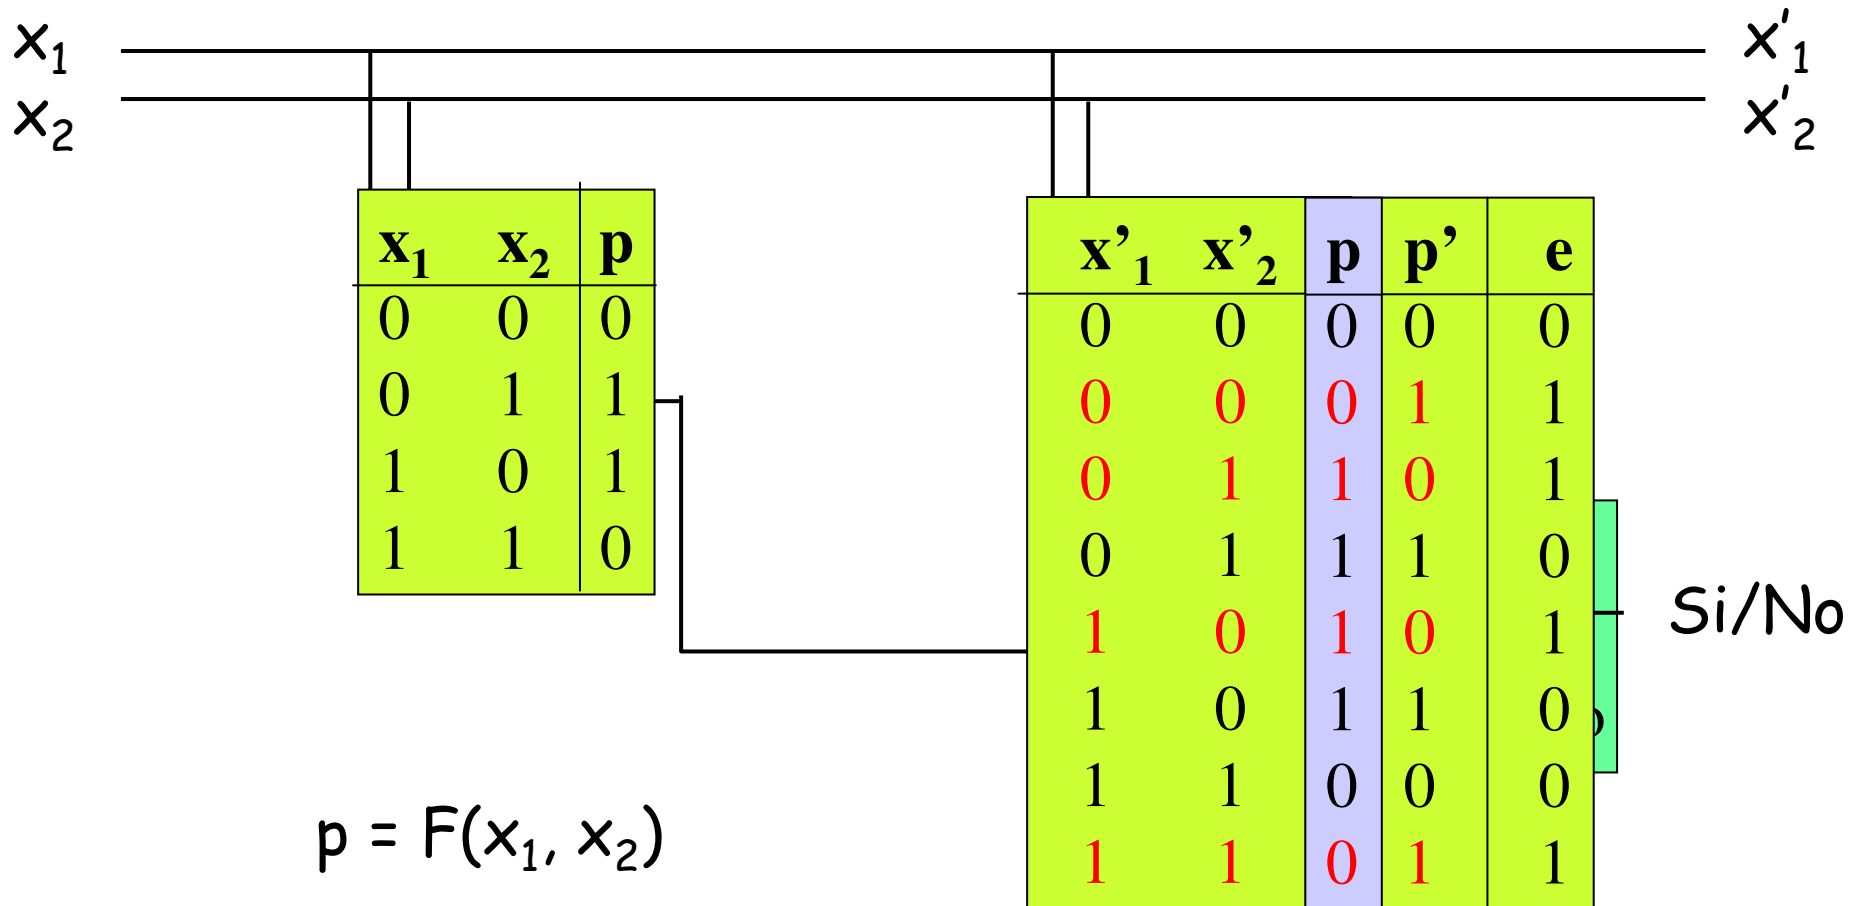 x1 x'1
x2 x'2
x1 x2 p
0 0 0
0 1 1
1 0 1
1 1 0
x’1 x’2 p p’ e
0 0 0 0 0
0 0 0 1 1
0 1 1 0 1
0 1 1 1 0
1 0 1 0 1
1 0 1 1 0
1 1 0 0 0
1 1 0 1 1
Si/No
p = F(x1, x2)